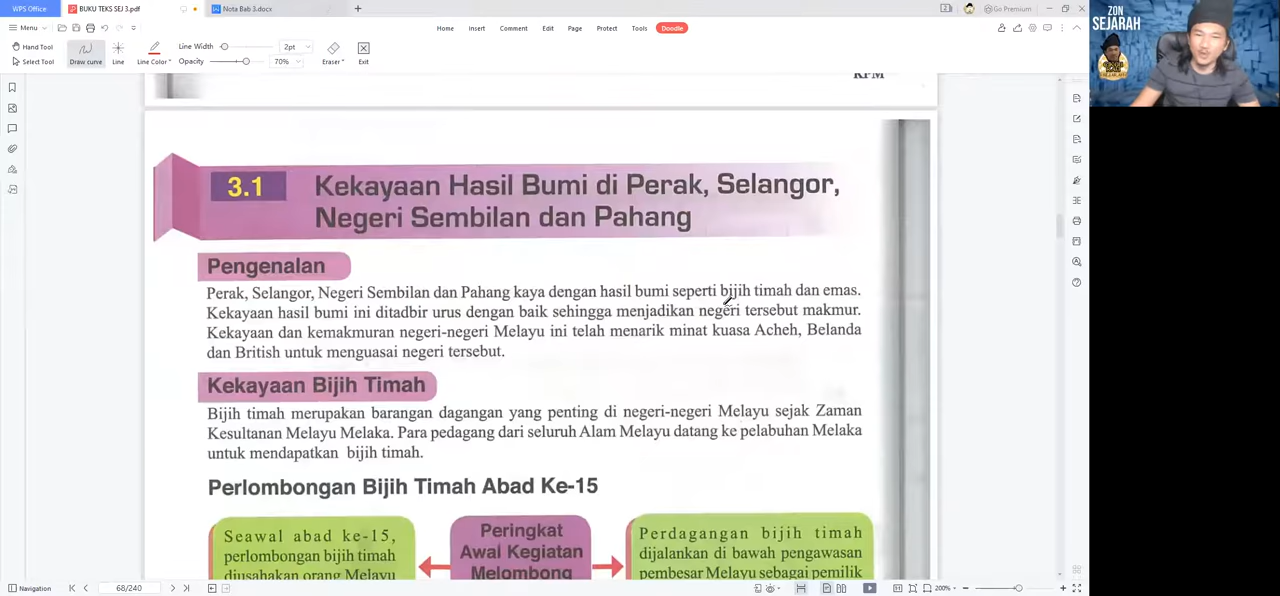 WPS Office
BUKU TEKS SEJ 3.pdf
Nota Bab 3.docx
Go Premium
Menu
Home Insert Comment Edit Page Protect Tools Doodle
Hand Tool
Select Tool
Draw curve
Line
Line Color
Line Width
2pt
Opacity
70%
Eraser
Exit
ZON
SEJARAH
KPM
3.1 Kekayaan Hasil Bumi di Perak, Selangor,
Negeri Sembilan dan Pahang
Pengenalan
Perak, Selangor, Negeri Sembilan dan Pahang kaya dengan hasil bumi seperti bijih timah dan emas.
Kekayaan hasil bumi ini ditadbir urus dengan baik sehingga menjadikan negeri tersebut makmur.
Kekayaan dan kemakmuran negeri-negeri Melayu ini telah menarik minat kuasa Acheh, Belanda
dan British untuk menguasai negeri tersebut.
Kekayaan Bijih Timah
Bijih timah merupakan barangan dagangan yang penting di negeri-negeri Melayu sejak Zaman
Kesultanan Melayu Melaka. Para pedagang dari seluruh Alam Melayu datang ke pelabuhan Melaka
untuk mendapatkan bijih timah.
Perlombongan Bijih Timah Abad Ke-15
Seawal abad ke-15,
perlombongan bijih timah
diusahakan orang Melayu
Peringkat
Awal Kegiatan
Melombong
Perdagangan bijih timah
dijalankan di bawah pengawasan
pembesar Melayu sebagai pemilik
Navigation
68/240
200%